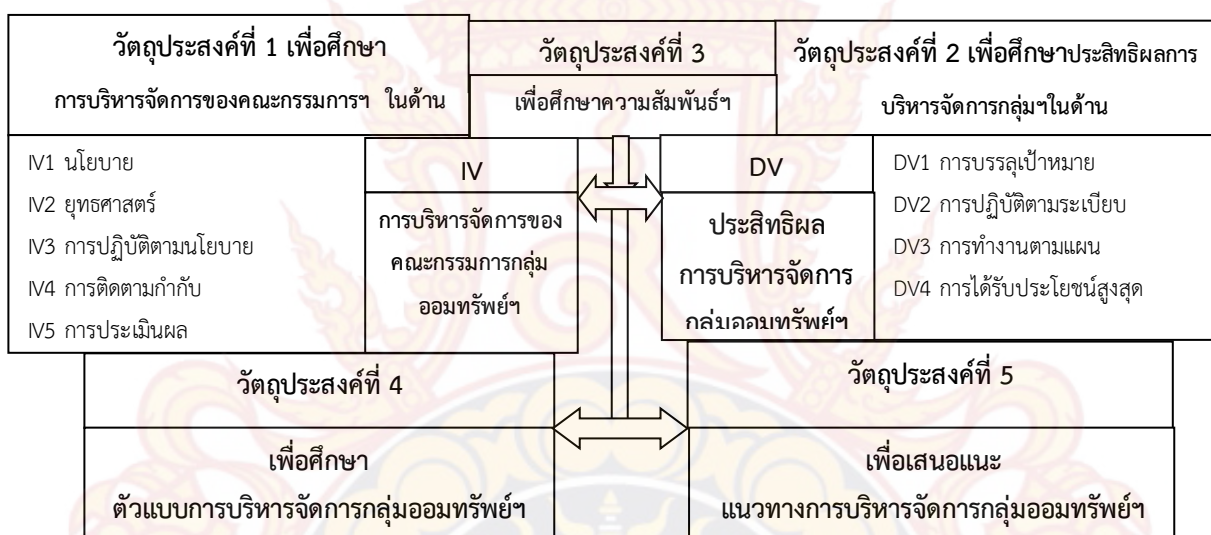 วัตถุประสงค์ที่ 1 เพื่อศึกษา
การบริหารจัดการของคณะกรรมการฯ ในด้าน
วัตถุประสงค์ที่ 3
เพื่อศึกษาความสัมพันธ์ฯ
วัตถุประสงค์ที่ 2 เพื่อศึกษาประสิทธิผลการ
บริหารจัดการกลุ่มฯในด้าน
IV1 นโยบาย
IV2 ยุทธศาสตร์
IV3 การปฏิบัติตามนโยบาย
IV4 การติดตามกำกับ
IV5 การประเมินผล
IV
การบริหารจัดการของ
คณะกรรมการกลุ่ม
ออมทรัพย์ฯ
DV
ประสิทธิผล
การบริหารจัดการ
กลุ่มออมทรัพย์ฯ
DV1 การบรรลุเป้าหมาย
DV2 การปฏิบัติตามระเบียบ
DV3 การทำงานตามแผน
DV4 การได้รับประโยชน์สูงสุด
วัตถุประสงค์ที่ 4
เพื่อศึกษา
ตัวแบบการบริหารจัดการกลุ่มออมทรัพย์ฯ
วัตถุประสงค์ที่ 5
เพื่อเสนอแนะ
แนวทางการบริหารจัดการกลุ่มออมทรัพย์ฯ